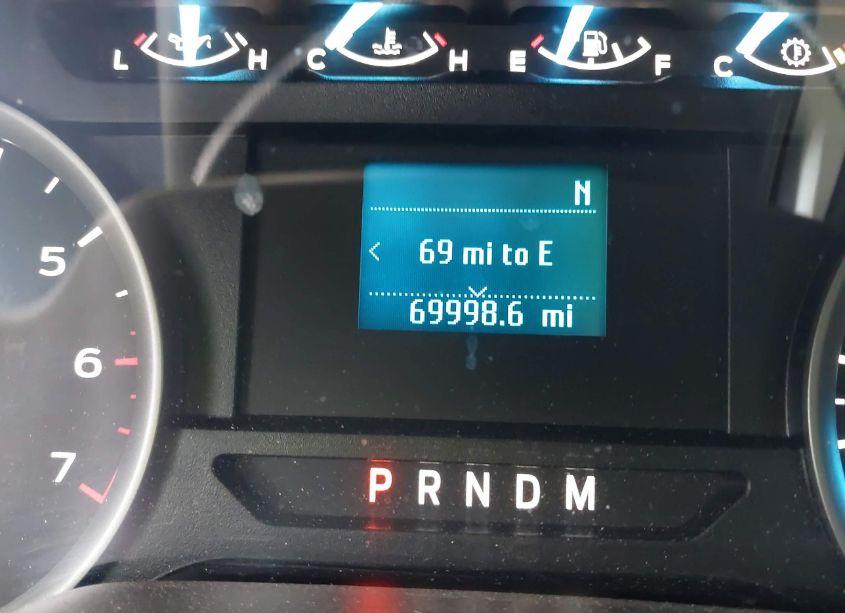 L H C H E F C
N
69 mi to E
69998.6 mi
5
6
7
P R N D M